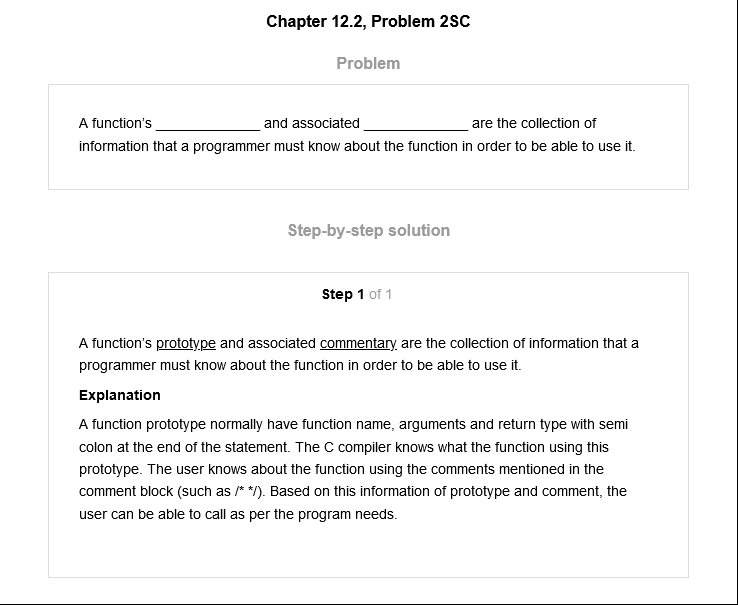 Chapter 12.2, Problem 2SC
Problem
A function's _____________ and associated _____________ are the collection of
information that a programmer must know about the function in order to be able to use it.
Step-by-step solution
Step 1 of 1
A function's prototype and associated commentary are the collection of information that a
programmer must know about the function in order to be able to use it.
Explanation
A function prototype normally have function name, arguments and return type with semi
colon at the end of the statement. The C compiler knows what the function using this
prototype. The user knows about the function using the comments mentioned in the
comment block (such as /* */). Based on this information of prototype and comment, the
user can be able to call as per the program needs.